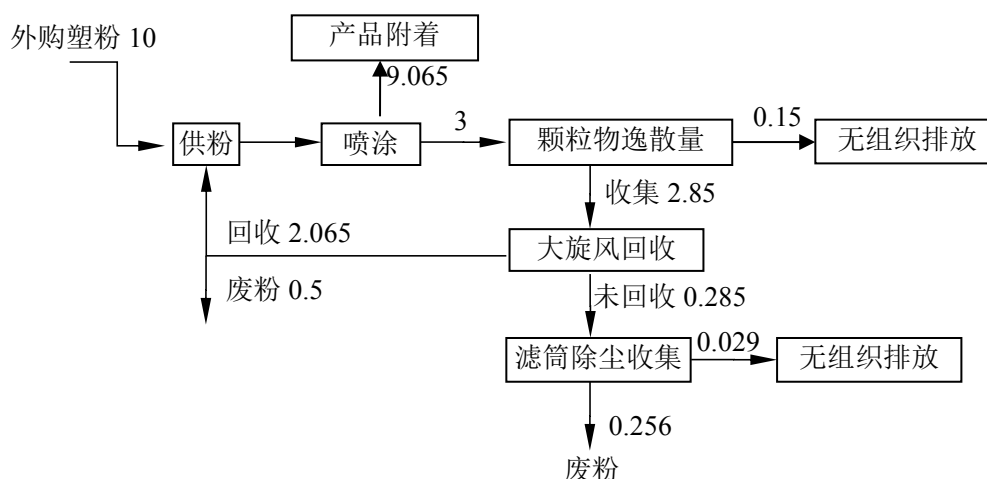 外购塑粉 10
产品附着
9.065
供粉
喷涂
3
颗粒物逸散量
0.15
无组织排放
收集 2.85
回收 2.065
大旋风回收
废粉 0.5
未回收 0.285
滤筒除尘收集
0.029
无组织排放
0.256
废粉